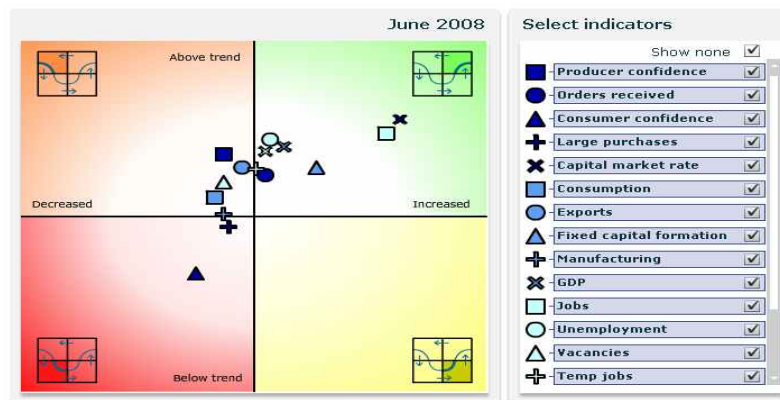 June 2008
Select indicators
Above trend
Show none
Producer confidence
Orders received
Consumer confidence
Large purchases
Capital market rate
Consumption
Decreased
Increased
Exports
Fixed capital formation
Manufacturing
GDP
Jobs
Unemployment
Vacancies
Below trend
Temp jobs